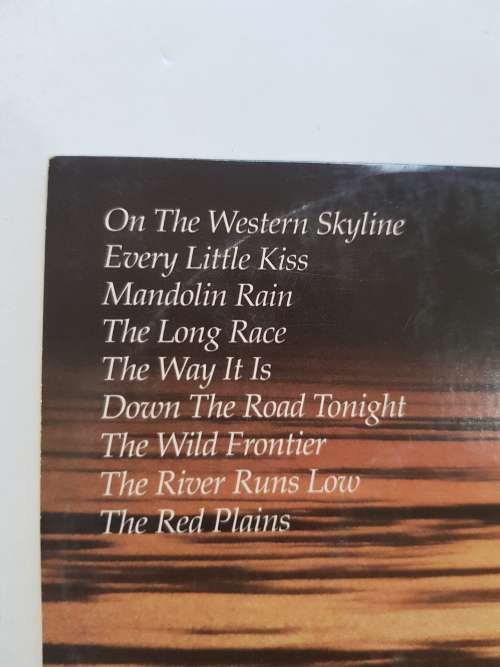 On The Western Skyline
Every Little Kiss
Mandolin Rain
The Long Race
The Way It Is
Down The Road Tonight
The Wild Frontier
The River Runs Low
The Red Plains